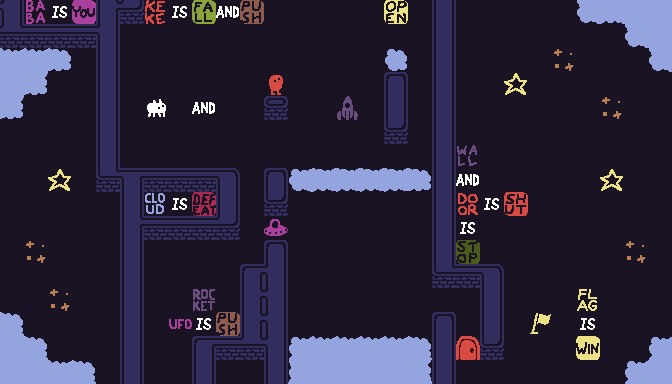 BABA IS YOU
KEKE IS FALL AND PUSH
OPEN
AND
WALL
AND
CLOUD IS DEFEAT
DOOR IS SHUT
IS
STOP
ROCKET
UFO IS PUSH
FLAG
IS
WIN